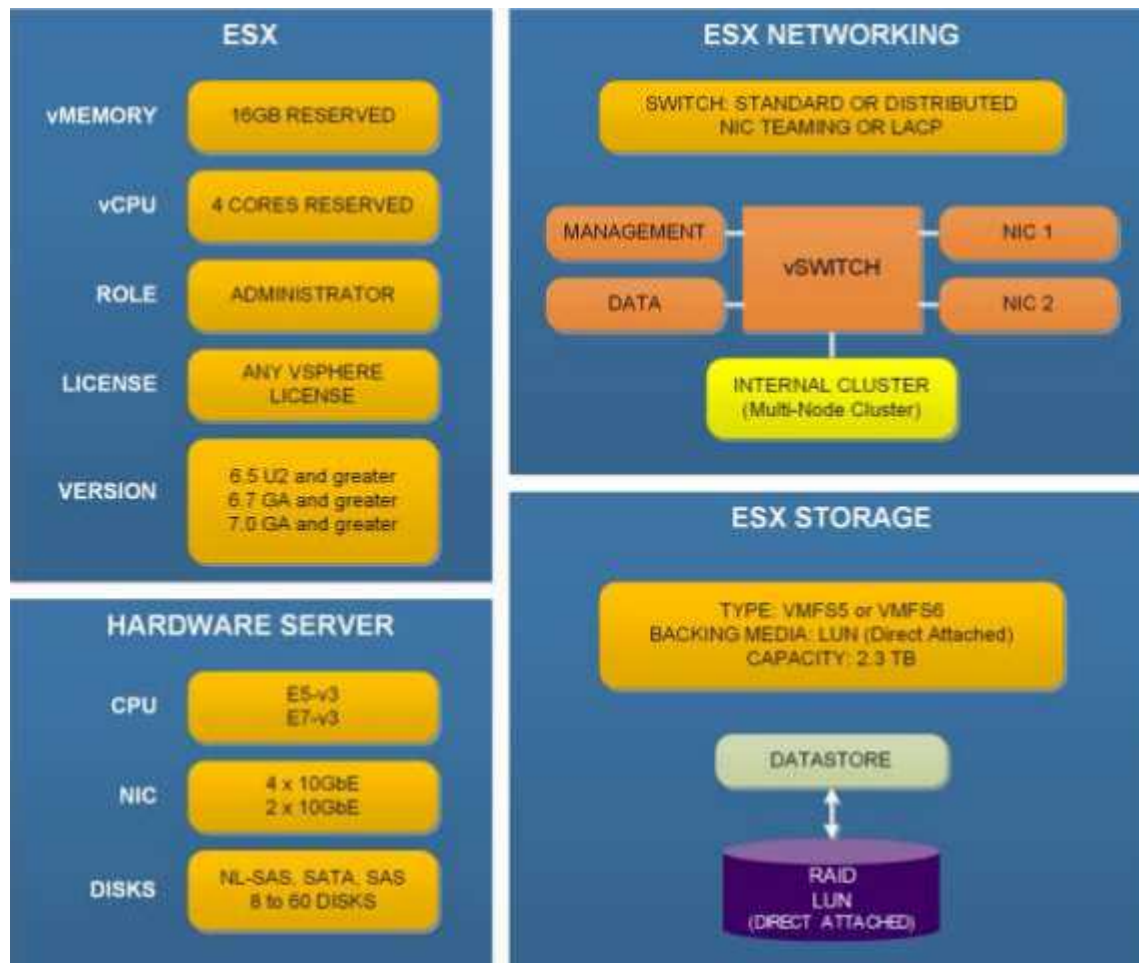 ESX
vMEMORY
16GB RESERVED
vCPU
4 CORES RESERVED
ROLE
ADMINISTRATOR
LICENSE
ANY VSPHERE
LICENSE
VERSION
6.5 U2 and greater
6.7 GA and greater
7.0 GA and greater
HARDWARE SERVER
CPU
E5-v3
E7-v3
NIC
4 x 10GbE
2 x 10GbE
DISKS
NL-SAS, SATA, SAS
8 to 60 DISKS
ESX NETWORKING
SWITCH: STANDARD OR DISTRIBUTED
NIC TEAMING OR LACP
MANAGEMENT
DATA
vSWITCH
NIC 1
NIC 2
INTERNAL CLUSTER
(Multi-Node Cluster)
ESX STORAGE
TYPE: VMFS5 or VMFS6
BACKING MEDIA: LUN (Direct Attached)
CAPACITY: 2.3 TB
DATASTORE
RAID
LUN
(DIRECT ATTACHED)